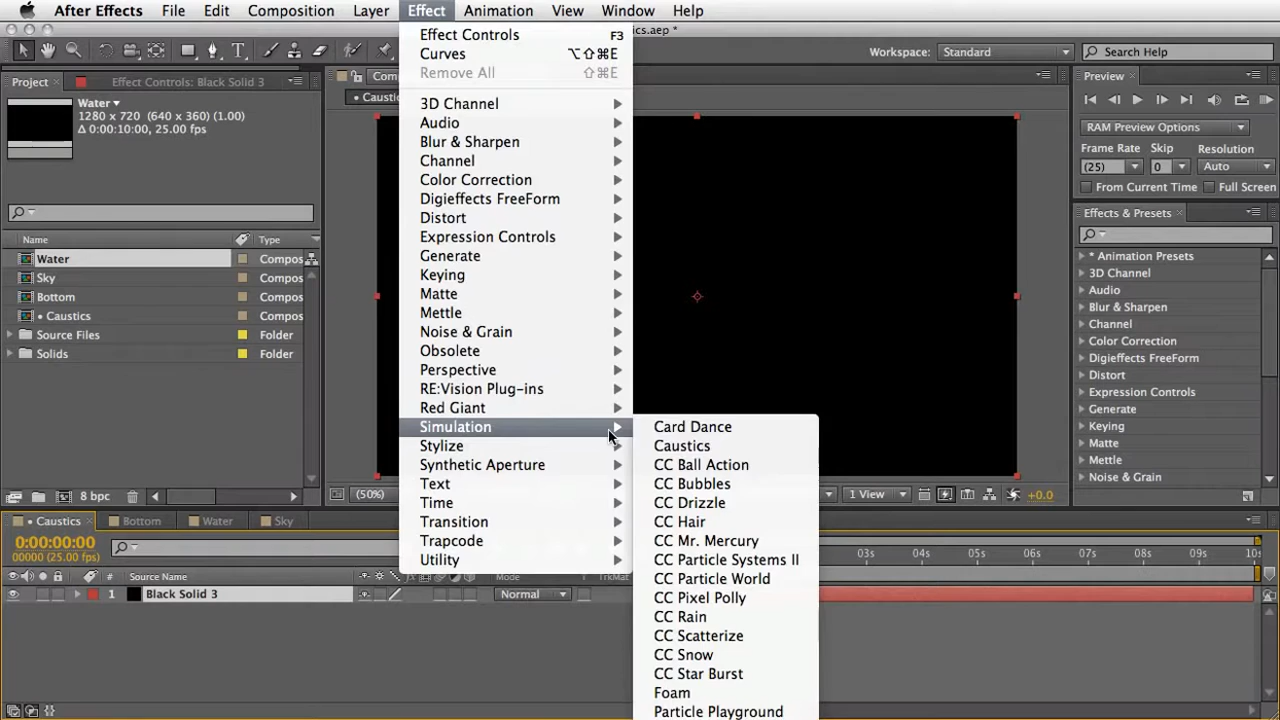 After Effects File Edit Composition Layer Effect Animation View Window Help
ics.aep *
Workspace: Standard Search Help
Project Effect Controls: Black Solid 3
Water
1280 x 720 (640 x 360) (1.00)
Δ 0:00:10:00, 25.00 fps
Name Type
Water Compos
Sky Compos
Bottom Compos
• Caustics Compos
Source Files Folder
Solids Folder
8 bpc
Comp
• Caustic
Effect Controls F3
Curves ⌥⇧⌘E
Remove All ⇧⌘E
3D Channel
Audio
Blur & Sharpen
Channel
Color Correction
Digieffects FreeForm
Distort
Expression Controls
Generate
Keying
Matte
Mettle
Noise & Grain
Obsolete
Perspective
RE:Vision Plug-ins
Red Giant
Simulation
Stylize
Synthetic Aperture
Text
Time
Transition
Trapcode
Utility
Card Dance
Caustics
CC Ball Action
CC Bubbles
CC Drizzle
CC Hair
CC Mr. Mercury
CC Particle Systems II
CC Particle World
CC Pixel Polly
CC Rain
CC Scatterize
CC Snow
CC Star Burst
Foam
Particle Playground
Preview
RAM Preview Options
Frame Rate Skip Resolution
(25) 0 Auto
From Current Time Full Screen
Effects & Presets
* Animation Presets
3D Channel
Audio
Blur & Sharpen
Channel
Color Correction
Digieffects FreeForm
Distort
Expression Controls
Generate
Keying
Matte
Mettle
Noise & Grain
(50%) 1 View +0.0
• Caustics Bottom Water Sky
0:00:00:00
00000 (25.00 fps)
03s 04s 05s 06s 07s 08s 09s 10s
# Source Name Mode TrkMat
1 Black Solid 3 Normal